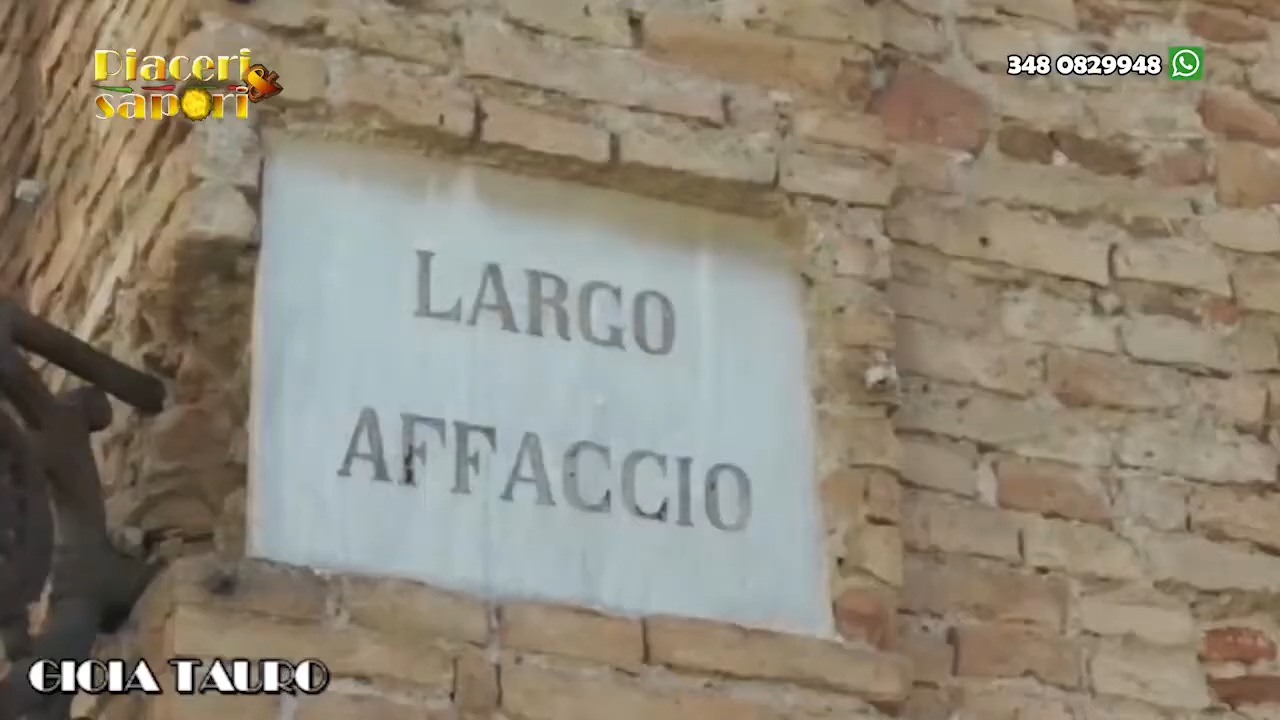 Piaceri &
sapori
348 0829948
LARGO
AFFACCIO
GIOIA TAURO